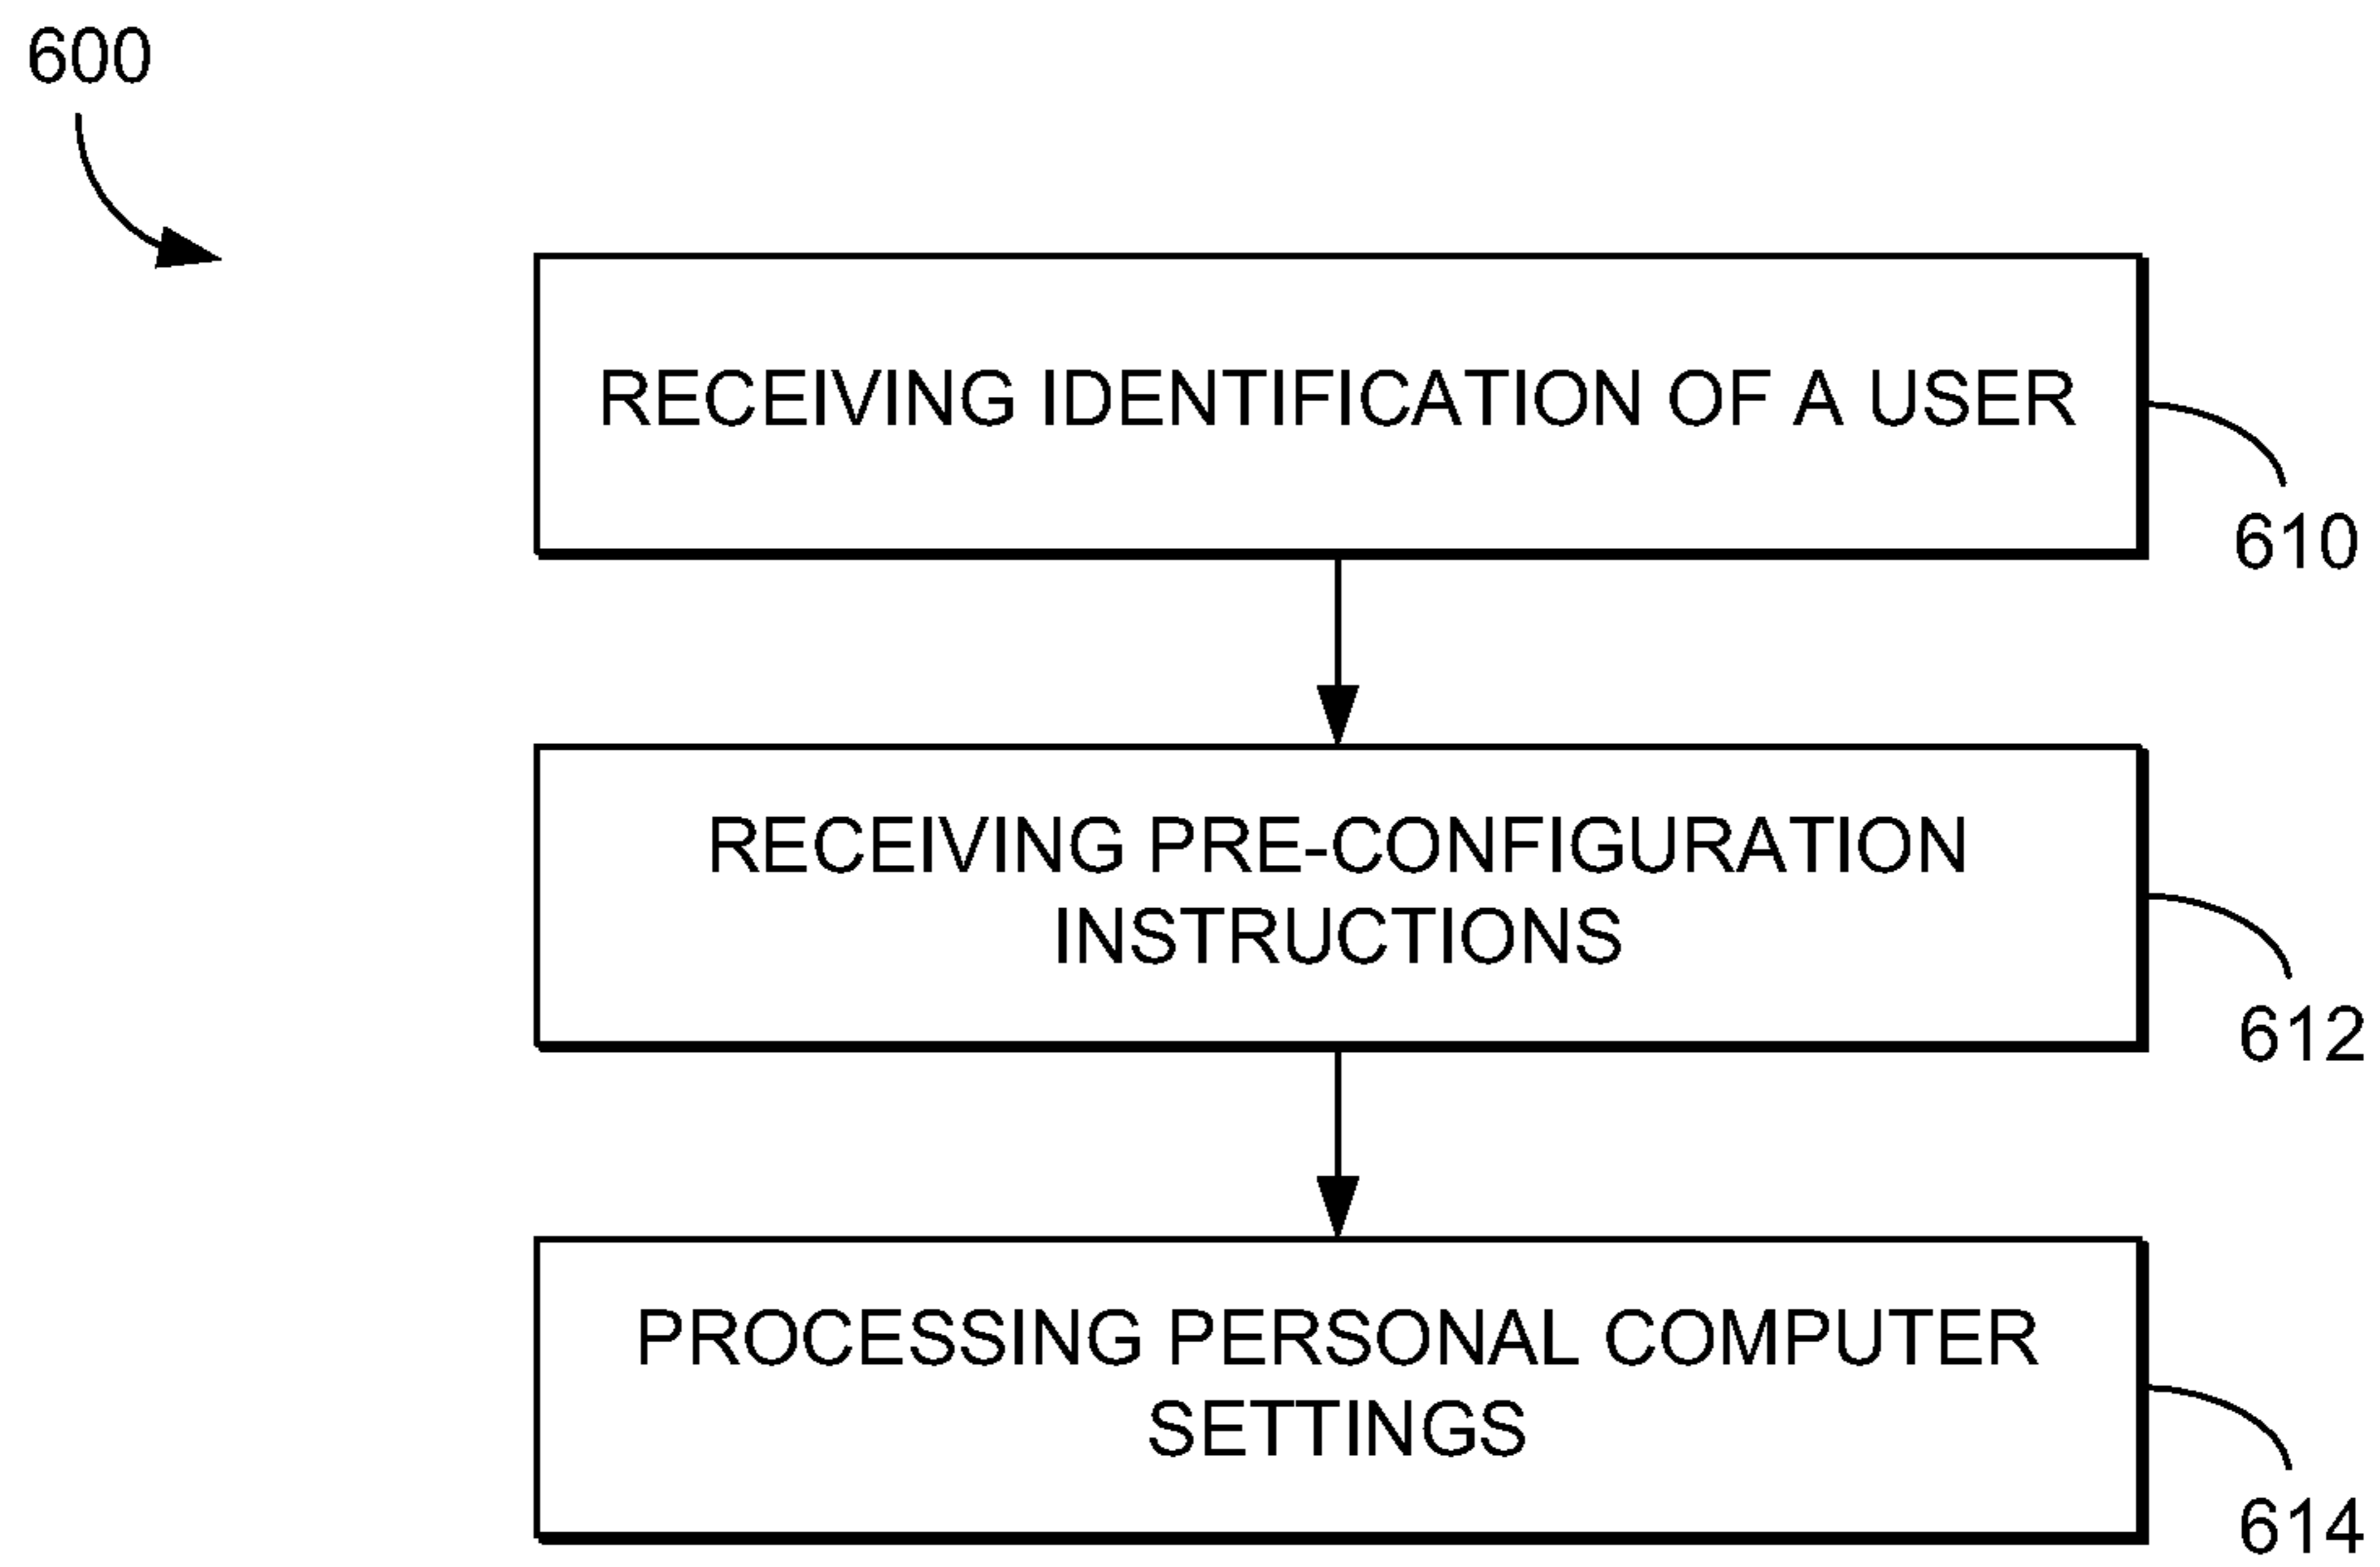 600
RECEIVING IDENTIFICATION OF A USER
610
RECEIVING PRE-CONFIGURATION
INSTRUCTIONS
612
PROCESSING PERSONAL COMPUTER
SETTINGS
614